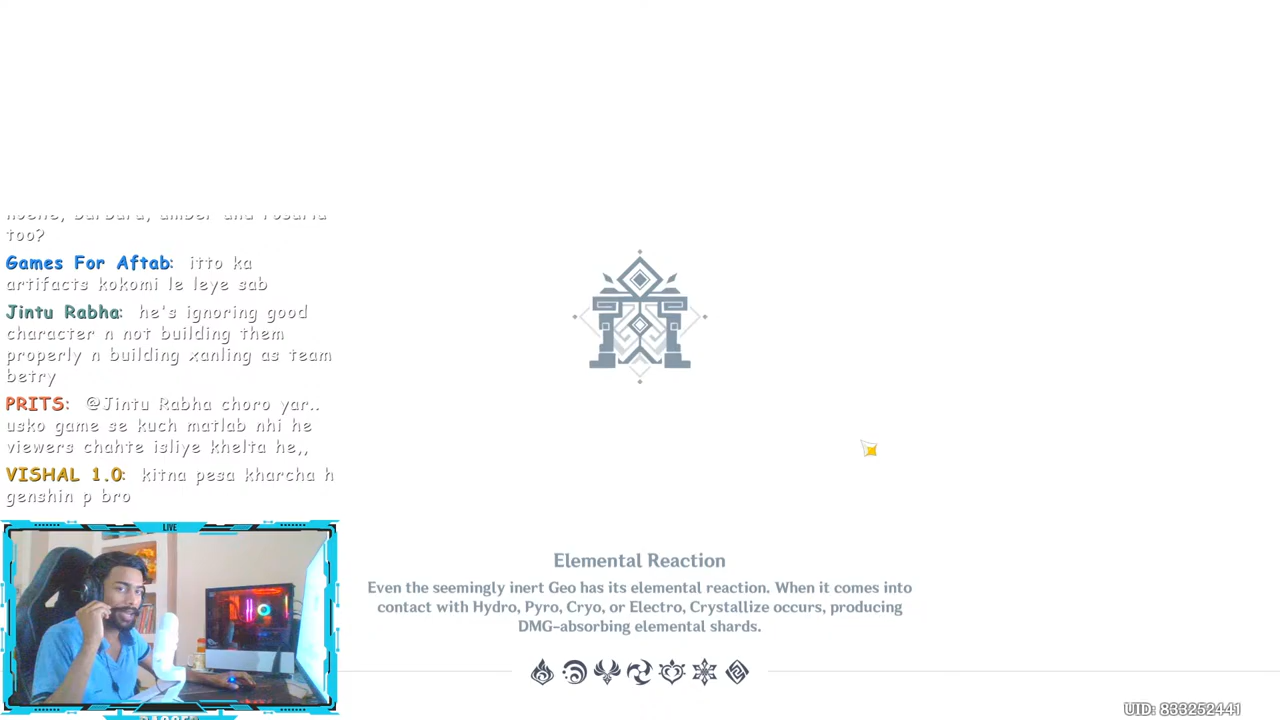 too?
Games For Aftab: itto ka
artifacts kokomi le leye sab
Jintu Rabha: he's ignoring good
character n not building them
properly n building xanling as team
betry
PRITS: @Jintu Rabha choro yar..
usko game se kuch matlab nhi he
viewers chahte isliye khelta he,,
VISHAL 1.0: kitna pesa kharcha h
genshin p bro
LIVE
Elemental Reaction
Even the seemingly inert Geo has its elemental reaction. When it comes into
contact with Hydro, Pyro, Cryo, or Electro, Crystallize occurs, producing
DMG-absorbing elemental shards.
UID: 833252441